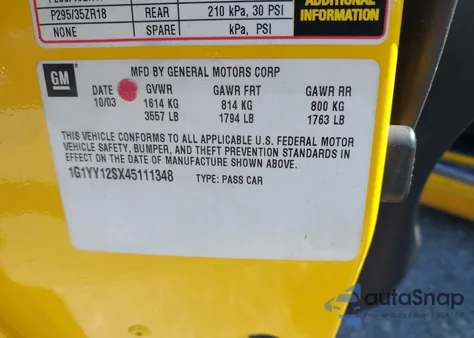 P295/35ZR18 REAR 210 kPa, 30 PSI
NONE SPARE kPa, PSI
ADDITIONAL
INFORMATION
GM
MFD BY GENERAL MOTORS CORP
DATE GVWR GAWR FRT GAWR RR
10/03 1614 KG 814 KG 800 KG
3557 LB 1794 LB 1763 LB
THIS VEHICLE CONFORMS TO ALL APPLICABLE U.S. FEDERAL MOTOR
VEHICLE SAFETY, BUMPER, AND THEFT PREVENTION STANDARDS IN
EFFECT ON THE DATE OF MANUFACTURE SHOWN ABOVE.
1G1YY12SX45111348 TYPE: PASS CAR
autoSnap